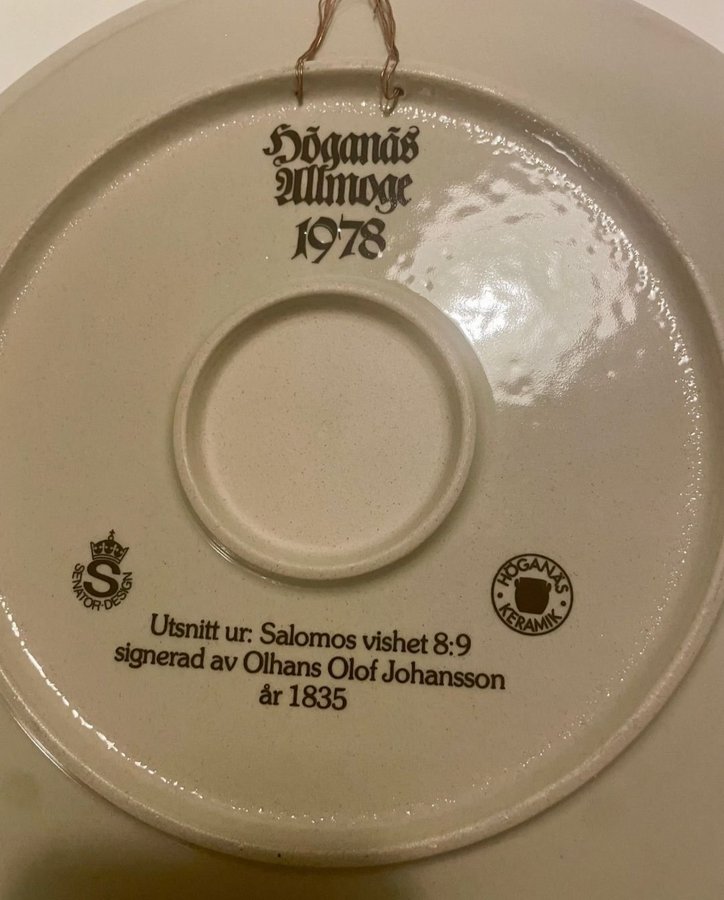 Höganäs
Allmoge
1978
S
SENATOR-DESIGN
HÖGANÄS
KERAMIK
Utsnitt ur: Salomos vishet 8:9
signerad av Olhans Olof Johansson
år 1835